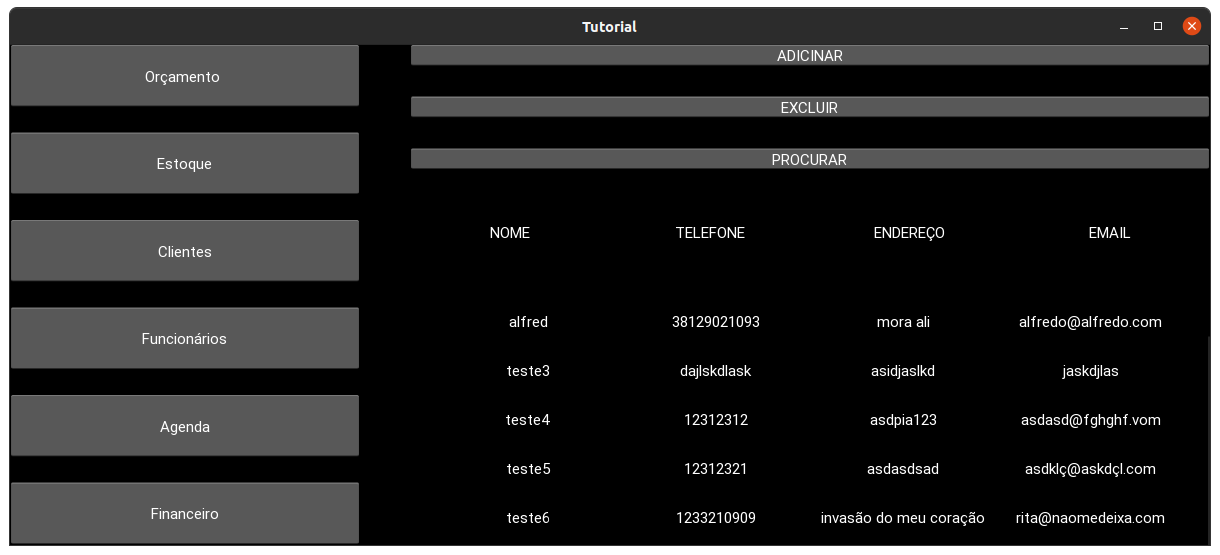 Tutorial
Orçamento
Estoque
Clientes
Funcionários
Agenda
Financeiro
ADICINAR
EXCLUIR
PROCURAR
NOME TELEFONE ENDEREÇO EMAIL
alfred 38129021093 mora ali alfredo@alfredo.com
teste3 dajlskdlask asidjaslkd jaskdjlas
teste4 12312312 asdpia123 asdasd@fghghf.vom
teste5 12312321 asdasdsad asdklç@askdçl.com
teste6 1233210909 invasão do meu coração rita@naomedeixa.com